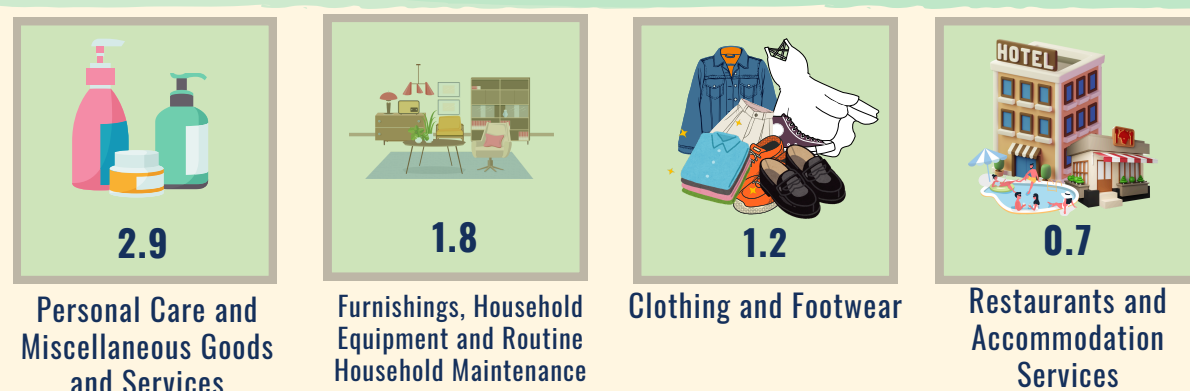 HOTEL
2.9
Personal Care and
Miscellaneous Goods
and Services
1.8
Furnishings, Household
Equipment and Routine
Household Maintenance
1.2
Clothing and Footwear
0.7
Restaurants and
Accommodation
Services